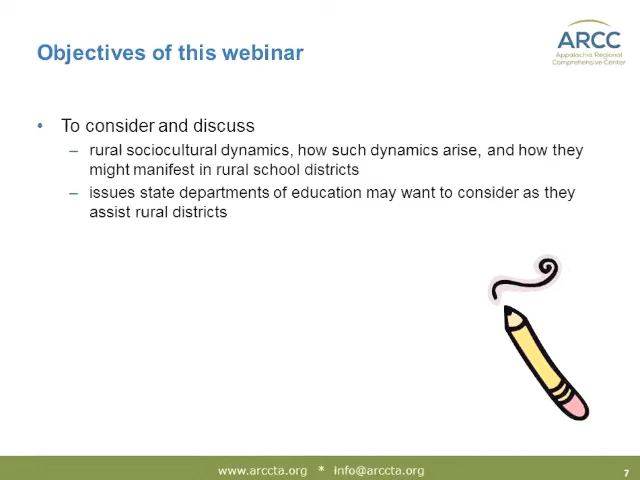 Objectives of this webinar
ARCC
Appalachia Regional
Comprehensive Center
• To consider and discuss
– rural sociocultural dynamics, how such dynamics arise, and how they
might manifest in rural school districts
– issues state departments of education may want to consider as they
assist rural districts
www.arccta.org * info@arccta.org
7